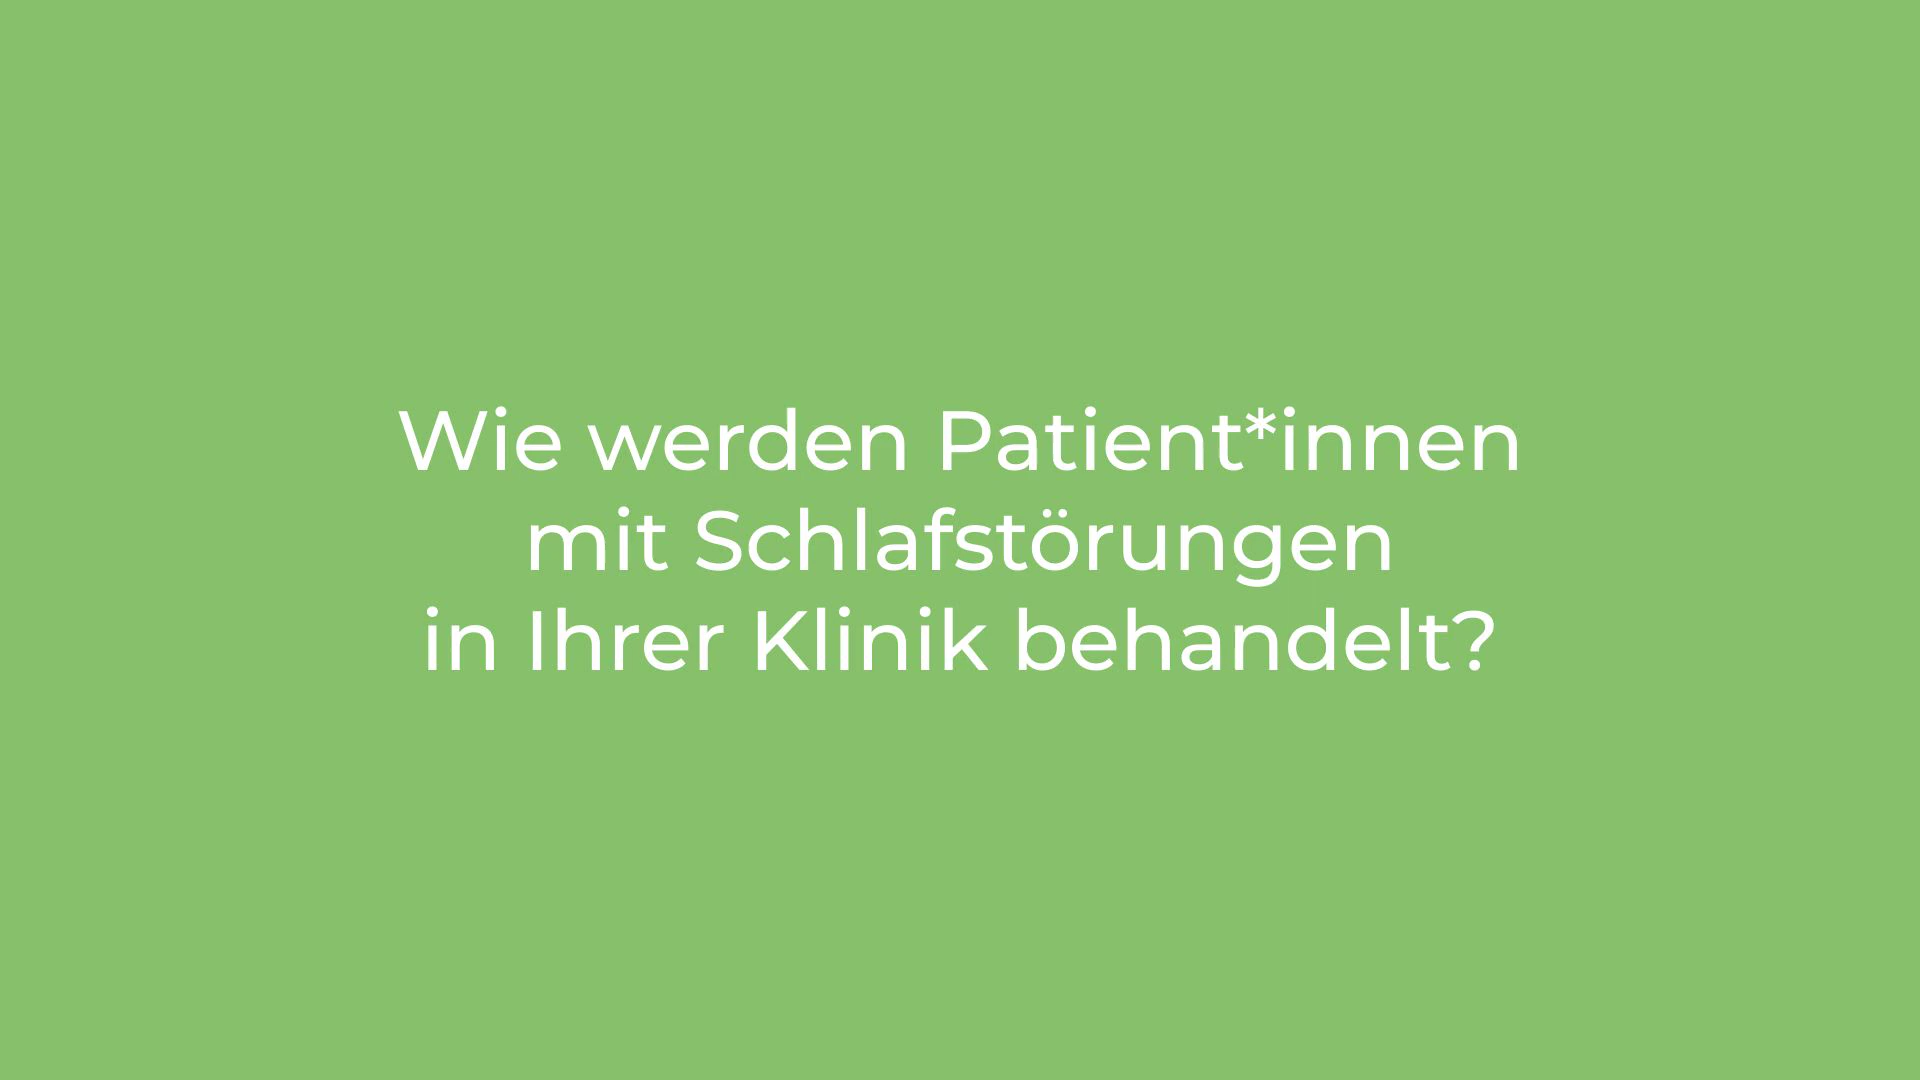 Wie werden Patient*innen
mit Schlafstörungen
in Ihrer Klinik behandelt?